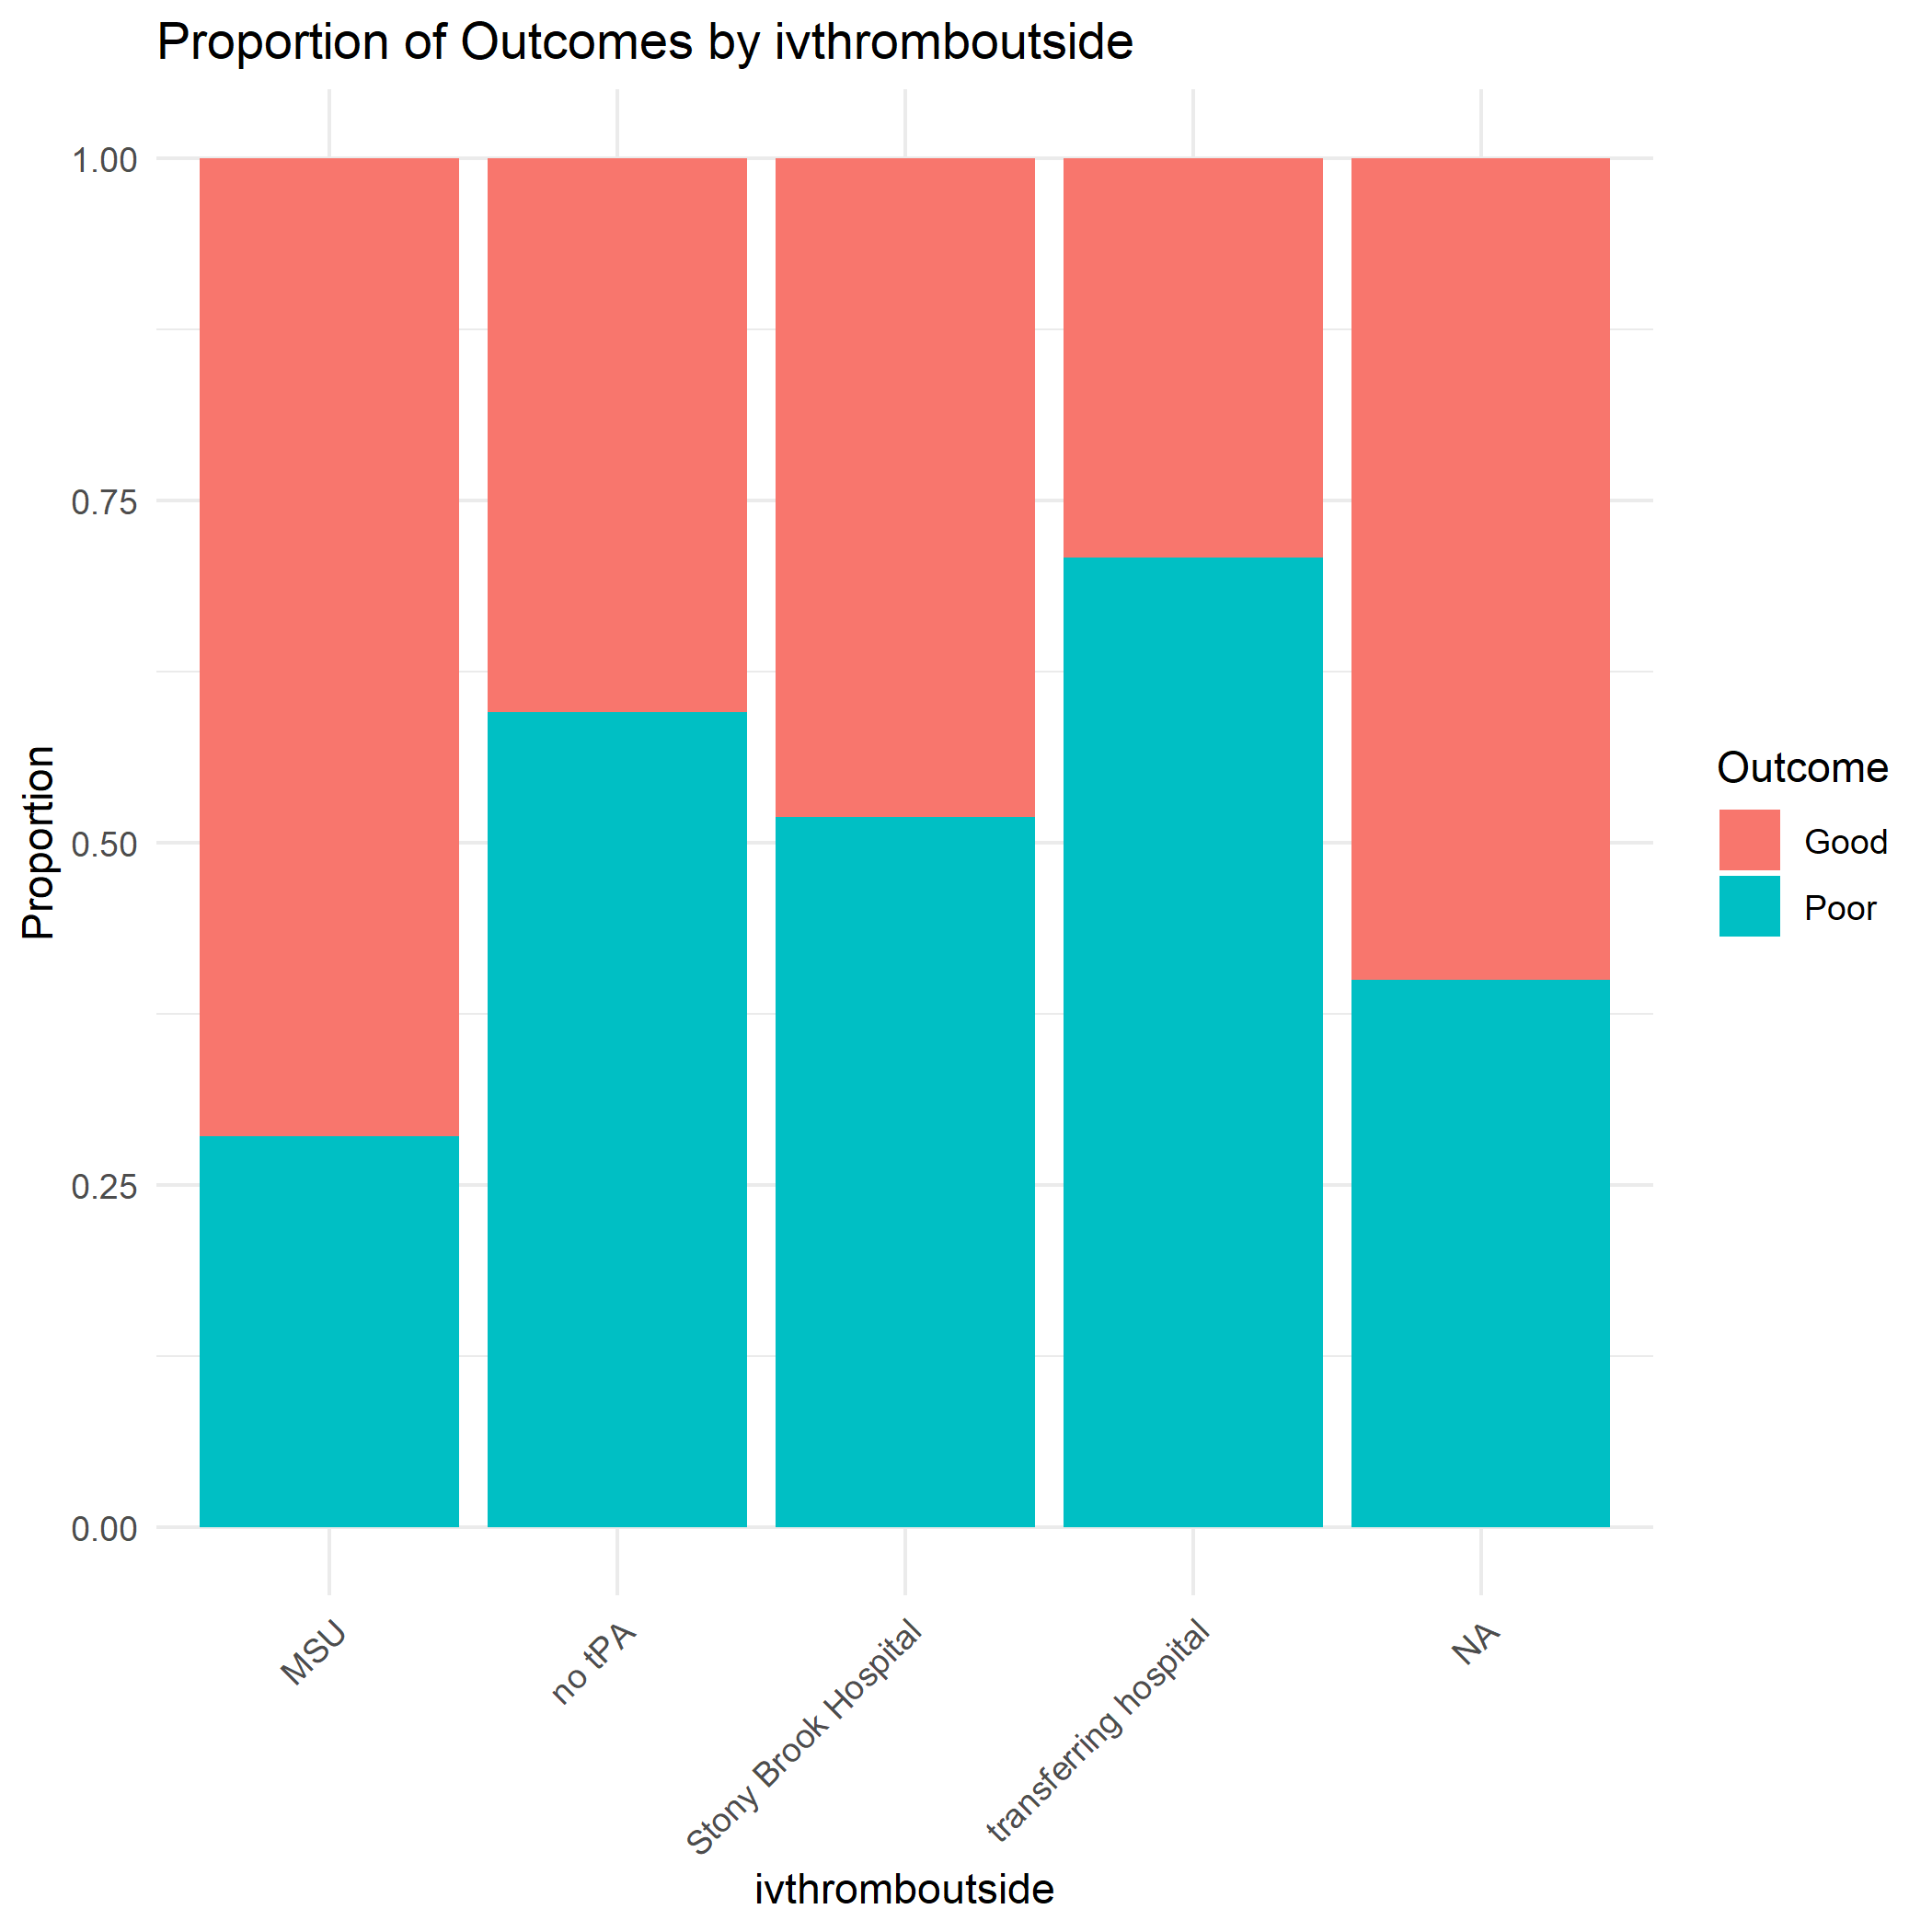 Proportion of Outcomes by ivthromboutside
1.00
0.75
0.50
0.25
0.00
Proportion
MSU
no tPA
Stony Brook Hospital
transferring hospital
NA
ivthromboutside
Outcome
Good
Poor